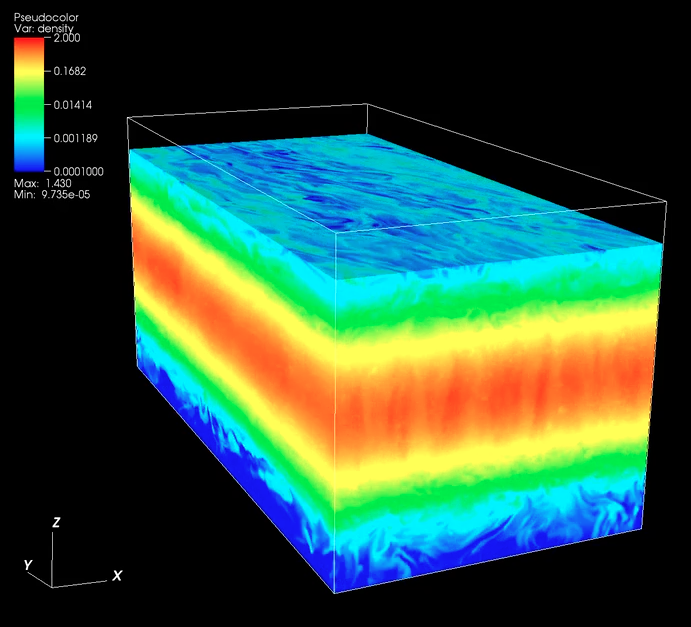 Pseudocolor
Var: density
2.000
0.1682
0.01414
0.001189
0.0001000
Max: 1.430
Min: 9.735e-05
Z
Y
X